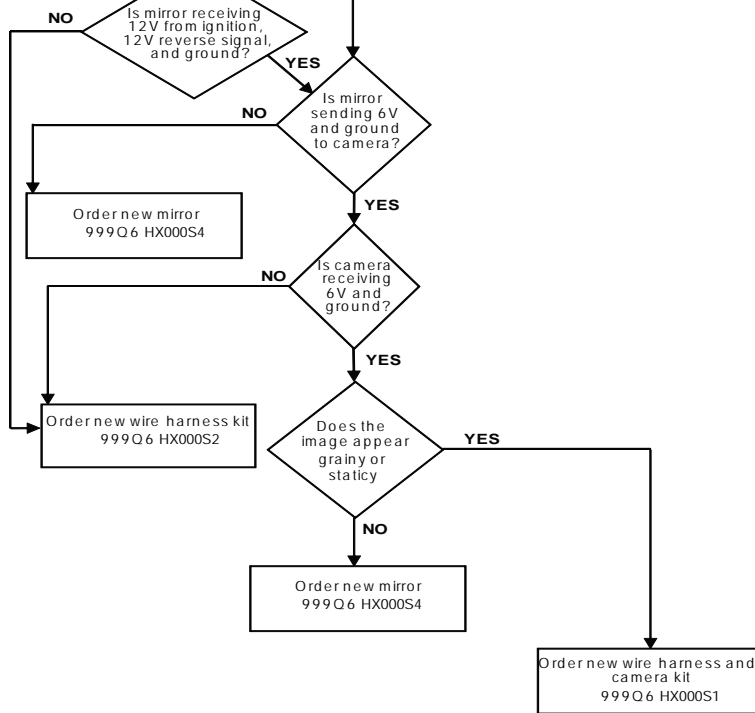 NO
Is mirror receiving
12V from ignition,
12V reverse signal,
and ground?
YES
Is mirror
sending 6V
and ground
to camera?
NO
Order new mirror
999Q6 HX000S4
YES
Is camera
receiving
6V and
ground?
NO
YES
Order new wire harness kit
999Q6 HX000S2
Does the
image appear
grainy or
staticy
YES
NO
Order new mirror
999Q6 HX000S4
Order new wire harness and
camera kit
999Q6 HX000S1